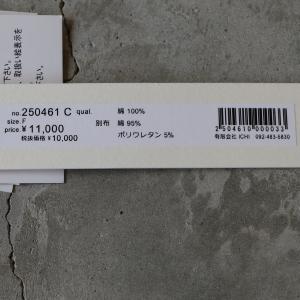 取扱い絵表示を
下さい。
no. 250461 C qual. 綿 100%
size. F
price. ¥ 11,000 別布 綿 95%
税抜価格 ¥ 10,000 ポリウレタン 5%
2504610000033
有限会社 ICHI 092-483-5830